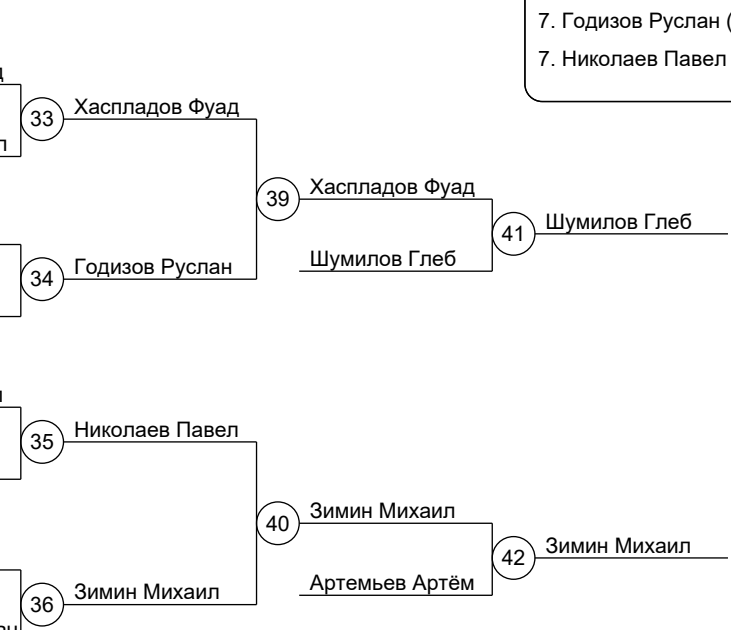 7. Годизов Руслан (
7. Николаев Павел
33 Хаспладов Фуад
39 Хаспладов Фуад
41 Шумилов Глеб
Шумилов Глеб
34 Годизов Руслан
35 Николаев Павел
40 Зимин Михаил
42 Зимин Михаил
Артемьев Артём
36 Зимин Михаил